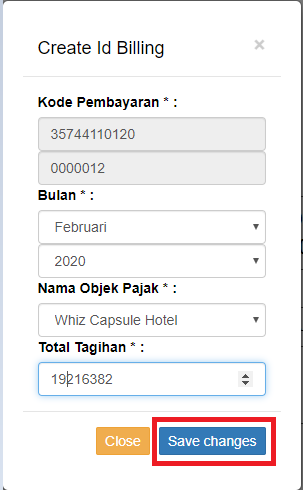 Create Id Billing ×
Kode Pembayaran * :
35744110120
0000012
Bulan * :
Februari
2020
Nama Objek Pajak * :
Whiz Capsule Hotel
Total Tagihan * :
19216382
Close Save changes